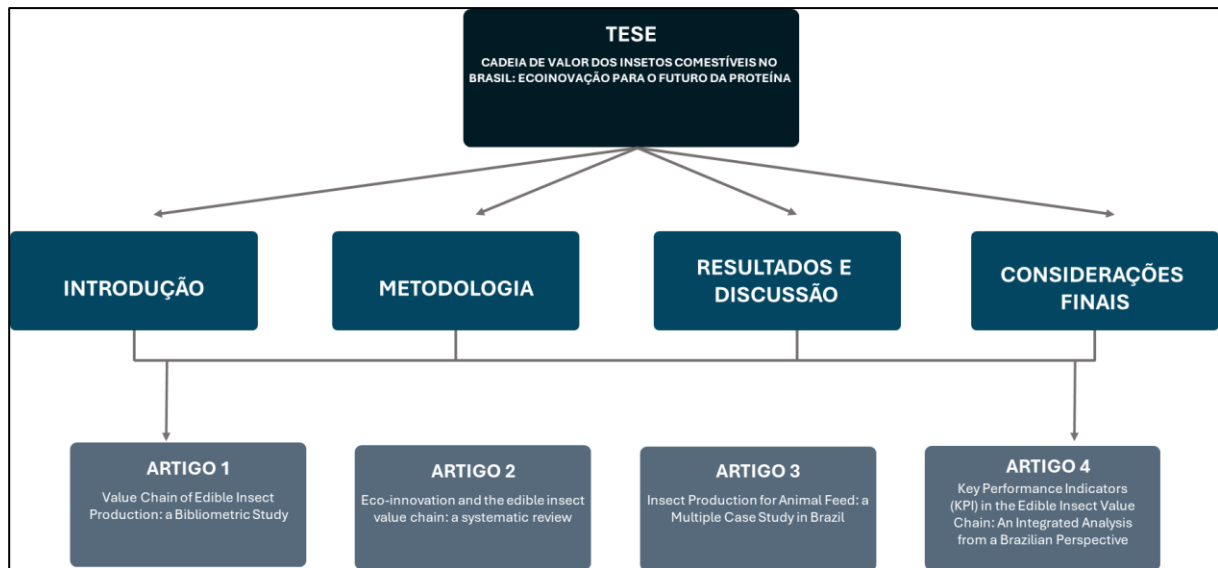 TESE
CADEIA DE VALOR DOS INSETOS COMESTÍVEIS NO
BRASIL: ECOINOVAÇÃO PARA O FUTURO DA PROTEÍNA
INTRODUÇÃO
METODOLOGIA
RESULTADOS E
DISCUSSÃO
CONSIDERAÇÕES
FINAIS
ARTIGO 1
Value Chain of Edible Insect
Production: a Bibliometric Study
ARTIGO 2
Eco-innovation and the edible insect
value chain: a systematic review
ARTIGO 3
Insect Production for Animal Feed: a
Multiple Case Study in Brazil
ARTIGO 4
Key Performance Indicators
(KPI) in the Edible Insect Value
Chain: An Integrated Analysis
from a Brazilian Perspective